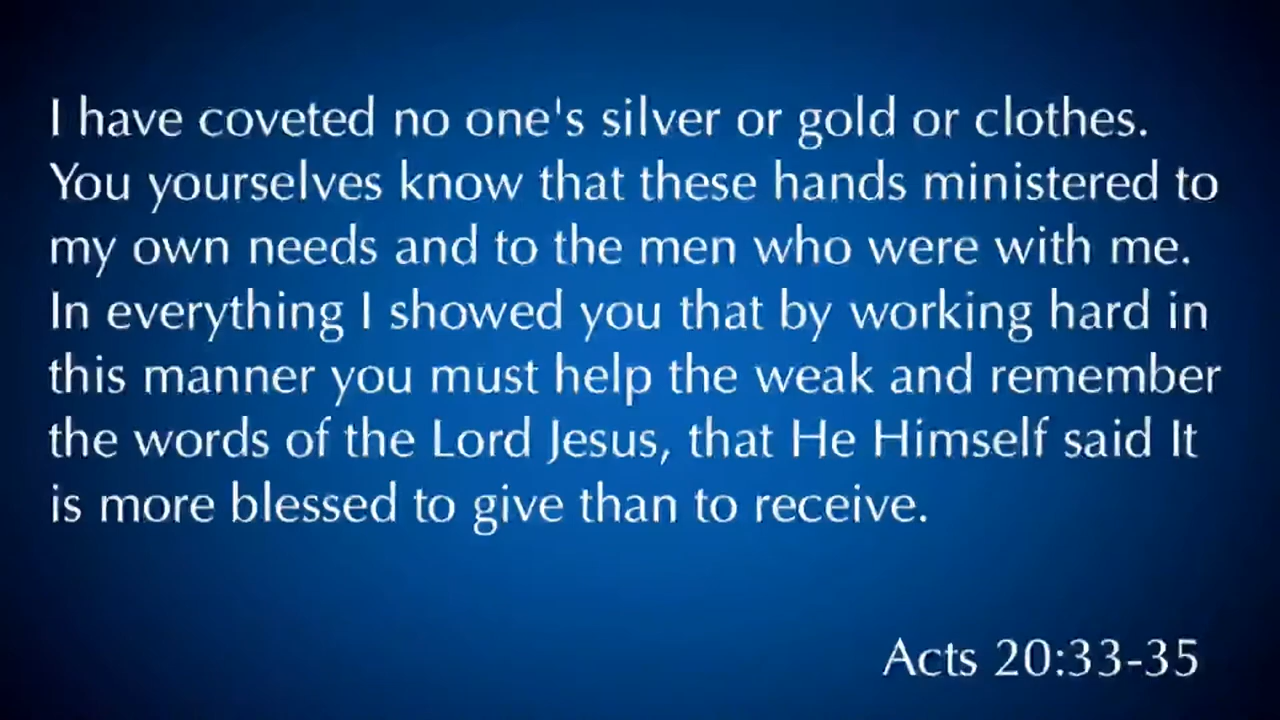 I have coveted no one's silver or gold or clothes.
You yourselves know that these hands ministered to
my own needs and to the men who were with me.
In everything I showed you that by working hard in
this manner you must help the weak and remember
the words of the Lord Jesus, that He Himself said It
is more blessed to give than to receive.
Acts 20:33-35